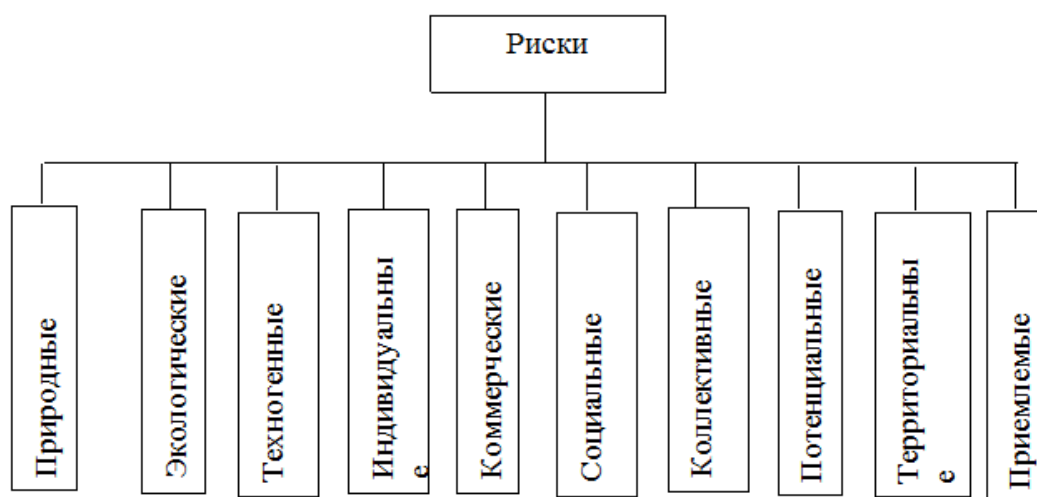 Риски
Природные
Экологические
Техногенные
Индивидуальны
е
Коммерческие
Социальные
Коллективные
Потенциальные
Территориальны
е
Приемлемые